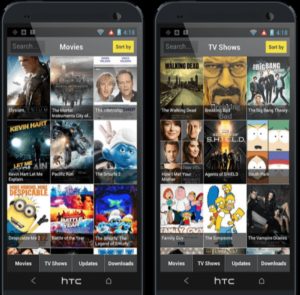 4:18
Search...
Movies
Sort by
Elysium
The Mortal
Instruments City of...
The Internship
KEVIN HART
LET ME EXPLAIN
Kevin Hart Let Me
Explain
Pacific Rim
The Smurfs 2
Despicable Me 2
BATTLE YEAR
Battle of the Year
The Smurfs The
Legend of Smurfy
Movies
TV Shows
Updates
Downloads
hTC
4:18
Search...
TV Shows
Sort by
THE WALKING DEAD
The Walking Dead
Breaking Bad
the BIG BANG
THEORY
The Big Bang Theory
How I Met Your
Mother
S.H.I.E.L.D.
Agents of SHIELD
South Park
Family Guy
The Simpsons
The Vampire Diaries
Movies
TV Shows
Updates
Downloads
hTC